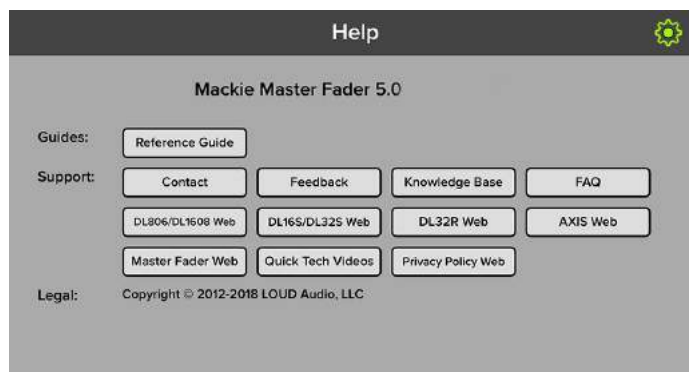 Help
Mackie Master Fader 5.0
Guides: Reference Guide
Support: Contact Feedback Knowledge Base FAQ
DL806/DL1608 Web DL16S/DL32S Web DL32R Web AXIS Web
Master Fader Web Quick Tech Videos Privacy Policy Web
Legal: Copyright © 2012-2018 LOUD Audio, LLC